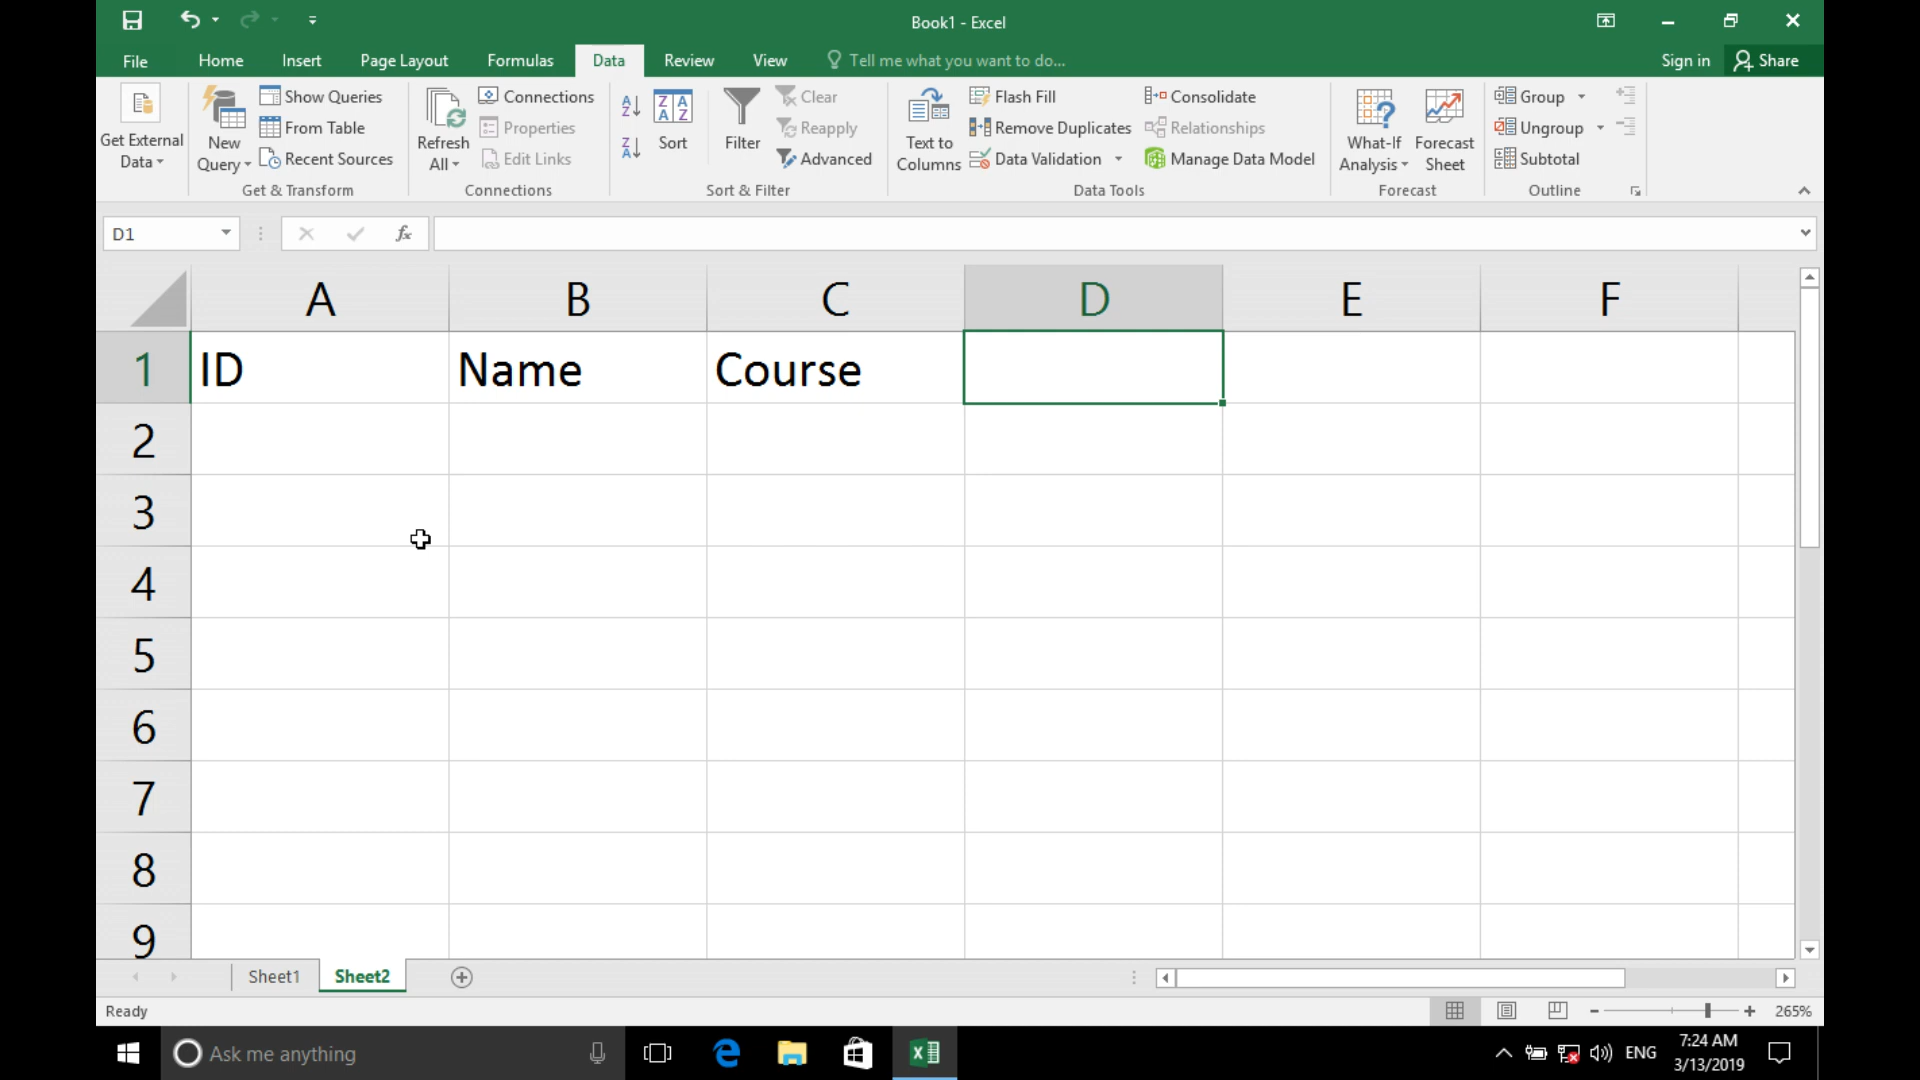 Book1 - Excel
File Home Insert Page Layout Formulas Data Review View Tell me what you want to do... Sign in Share
Get External Data
New Query
Show Queries
From Table
Recent Sources
Get & Transform
Refresh All
Connections
Properties
Edit Links
Connections
Sort
Filter
Clear
Reapply
Advanced
Sort & Filter
Text to Columns
Flash Fill
Remove Duplicates
Data Validation
Consolidate
Relationships
Manage Data Model
Data Tools
What-If Analysis
Forecast Sheet
Forecast
Group
Ungroup
Subtotal
Outline
D1
fx
A B C D E F
1 ID Name Course
2
3
4
5
6
7
8
9
Sheet1 Sheet2
Ready 265%
Ask me anything
ENG
7:24 AM
3/13/2019